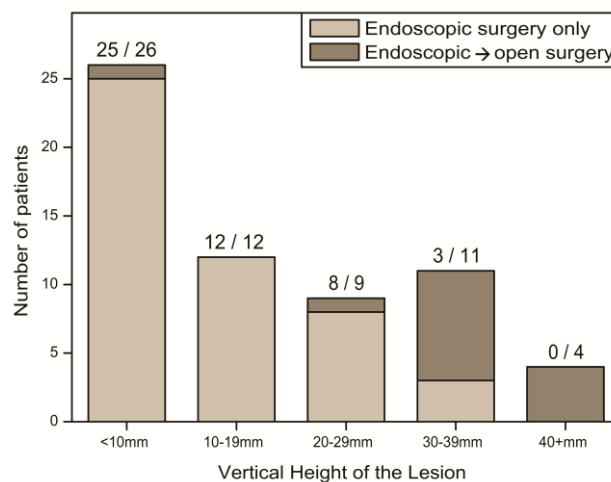 Endoscopic surgery only
Endoscopic → open surgery
25 / 26
12 / 12
8 / 9
3 / 11
0 / 4
Number of patients
25
20
15
10
5
0
<10mm
10-19mm
20-29mm
30-39mm
40+mm
Vertical Height of the Lesion